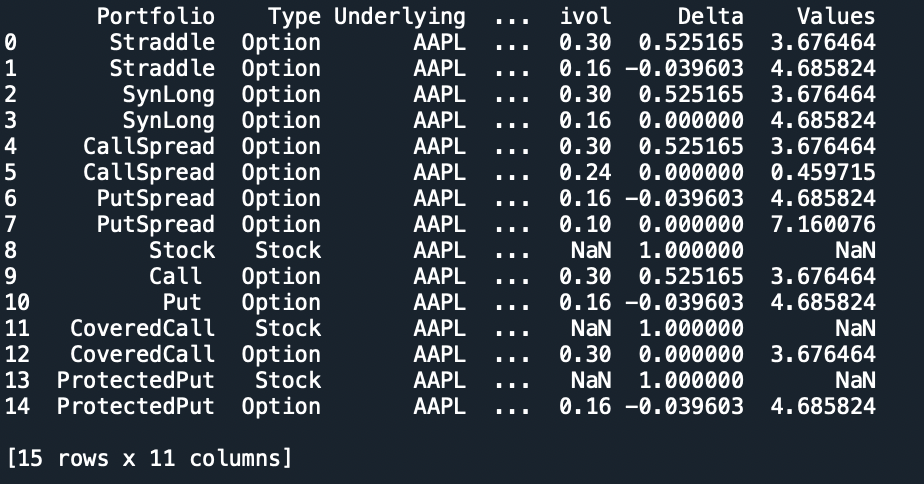 Portfolio Type Underlying ... ivol Delta Values
0 Straddle Option AAPL ... 0.30 0.525165 3.676464
1 Straddle Option AAPL ... 0.16 -0.039603 4.685824
2 SynLong Option AAPL ... 0.30 0.525165 3.676464
3 SynLong Option AAPL ... 0.16 0.000000 4.685824
4 CallSpread Option AAPL ... 0.30 0.525165 3.676464
5 CallSpread Option AAPL ... 0.24 0.000000 0.459715
6 PutSpread Option AAPL ... 0.16 -0.039603 4.685824
7 PutSpread Option AAPL ... 0.10 0.000000 7.160076
8 Stock Stock AAPL ... NaN 1.000000 NaN
9 Call Option AAPL ... 0.30 0.525165 3.676464
10 Put Option AAPL ... 0.16 -0.039603 4.685824
11 CoveredCall Stock AAPL ... NaN 1.000000 NaN
12 CoveredCall Option AAPL ... 0.30 0.000000 3.676464
13 ProtectedPut Stock AAPL ... NaN 1.000000 NaN
14 ProtectedPut Option AAPL ... 0.16 -0.039603 4.685824
[15 rows x 11 columns]